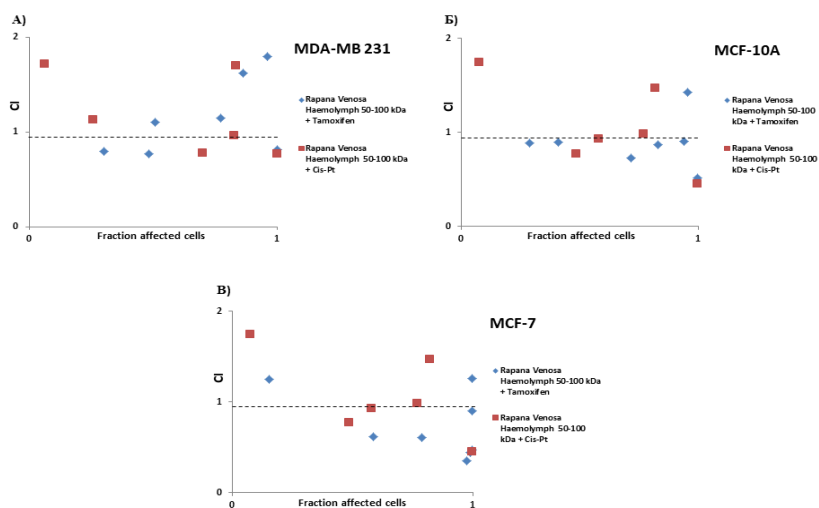 А)
2
MDA-MB 231
CI
Rapana Venosa
Haemolymph 50-100 kDa
+ Tamoxifen
1
Rapana Venosa
Haemolymph 50-100 kDa
+ Cis-Pt
0
0
Fraction affected cells
1
Б)
2
MCF-10A
CI
Rapana Venosa
Haemolymph 50-100
kDa + Tamoxifen
1
Rapana Venosa
Haemolymph 50-100
kDa + Cis-Pt
0
0
Fraction affected cells
1
В)
2
MCF-7
CI
Rapana Venosa
Haemolymph 50-100 kDa
+ Tamoxifen
1
Rapana Venosa
Haemolymph 50-100
kDa + Cis-Pt
0
0
Fraction affected cells
1